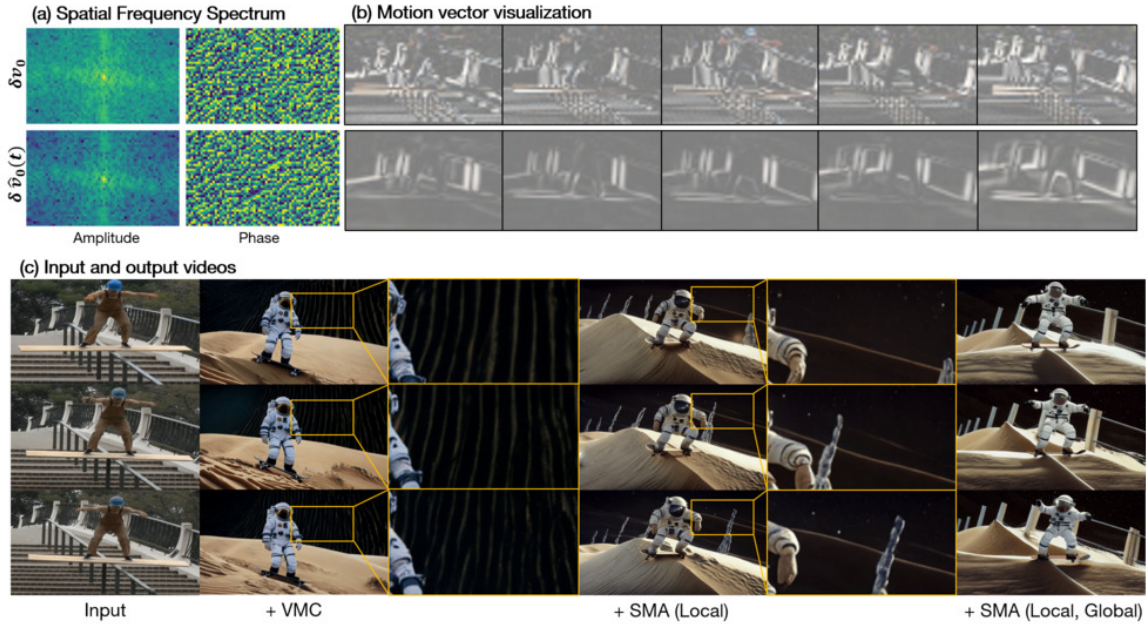 (a) Spatial Frequency Spectrum
(b) Motion vector visualization
δv⁰
δv̂⁰(t)
Amplitude
Phase
(c) Input and output videos
Input
+ VMC
+ SMA (Local)
+ SMA (Local, Global)